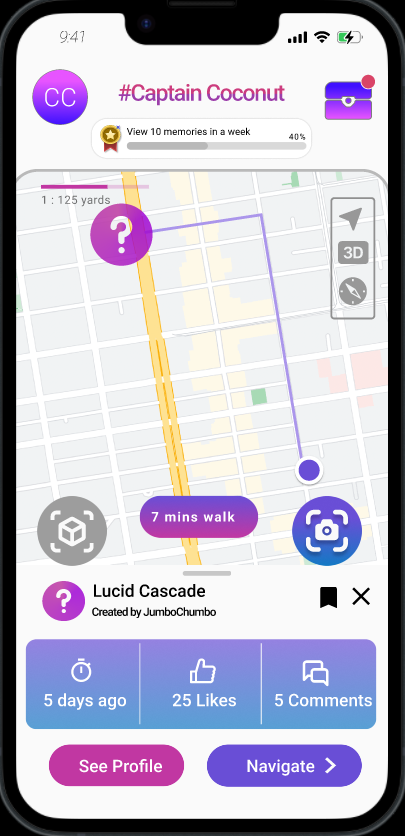 9:41
CC
#Captain Coconut
View 10 memories in a week
40%
1 : 125 yards
?
3D
7 mins walk
?
Lucid Cascade
Created by JumboChumbo
5 days ago
25 Likes
5 Comments
See Profile
Navigate